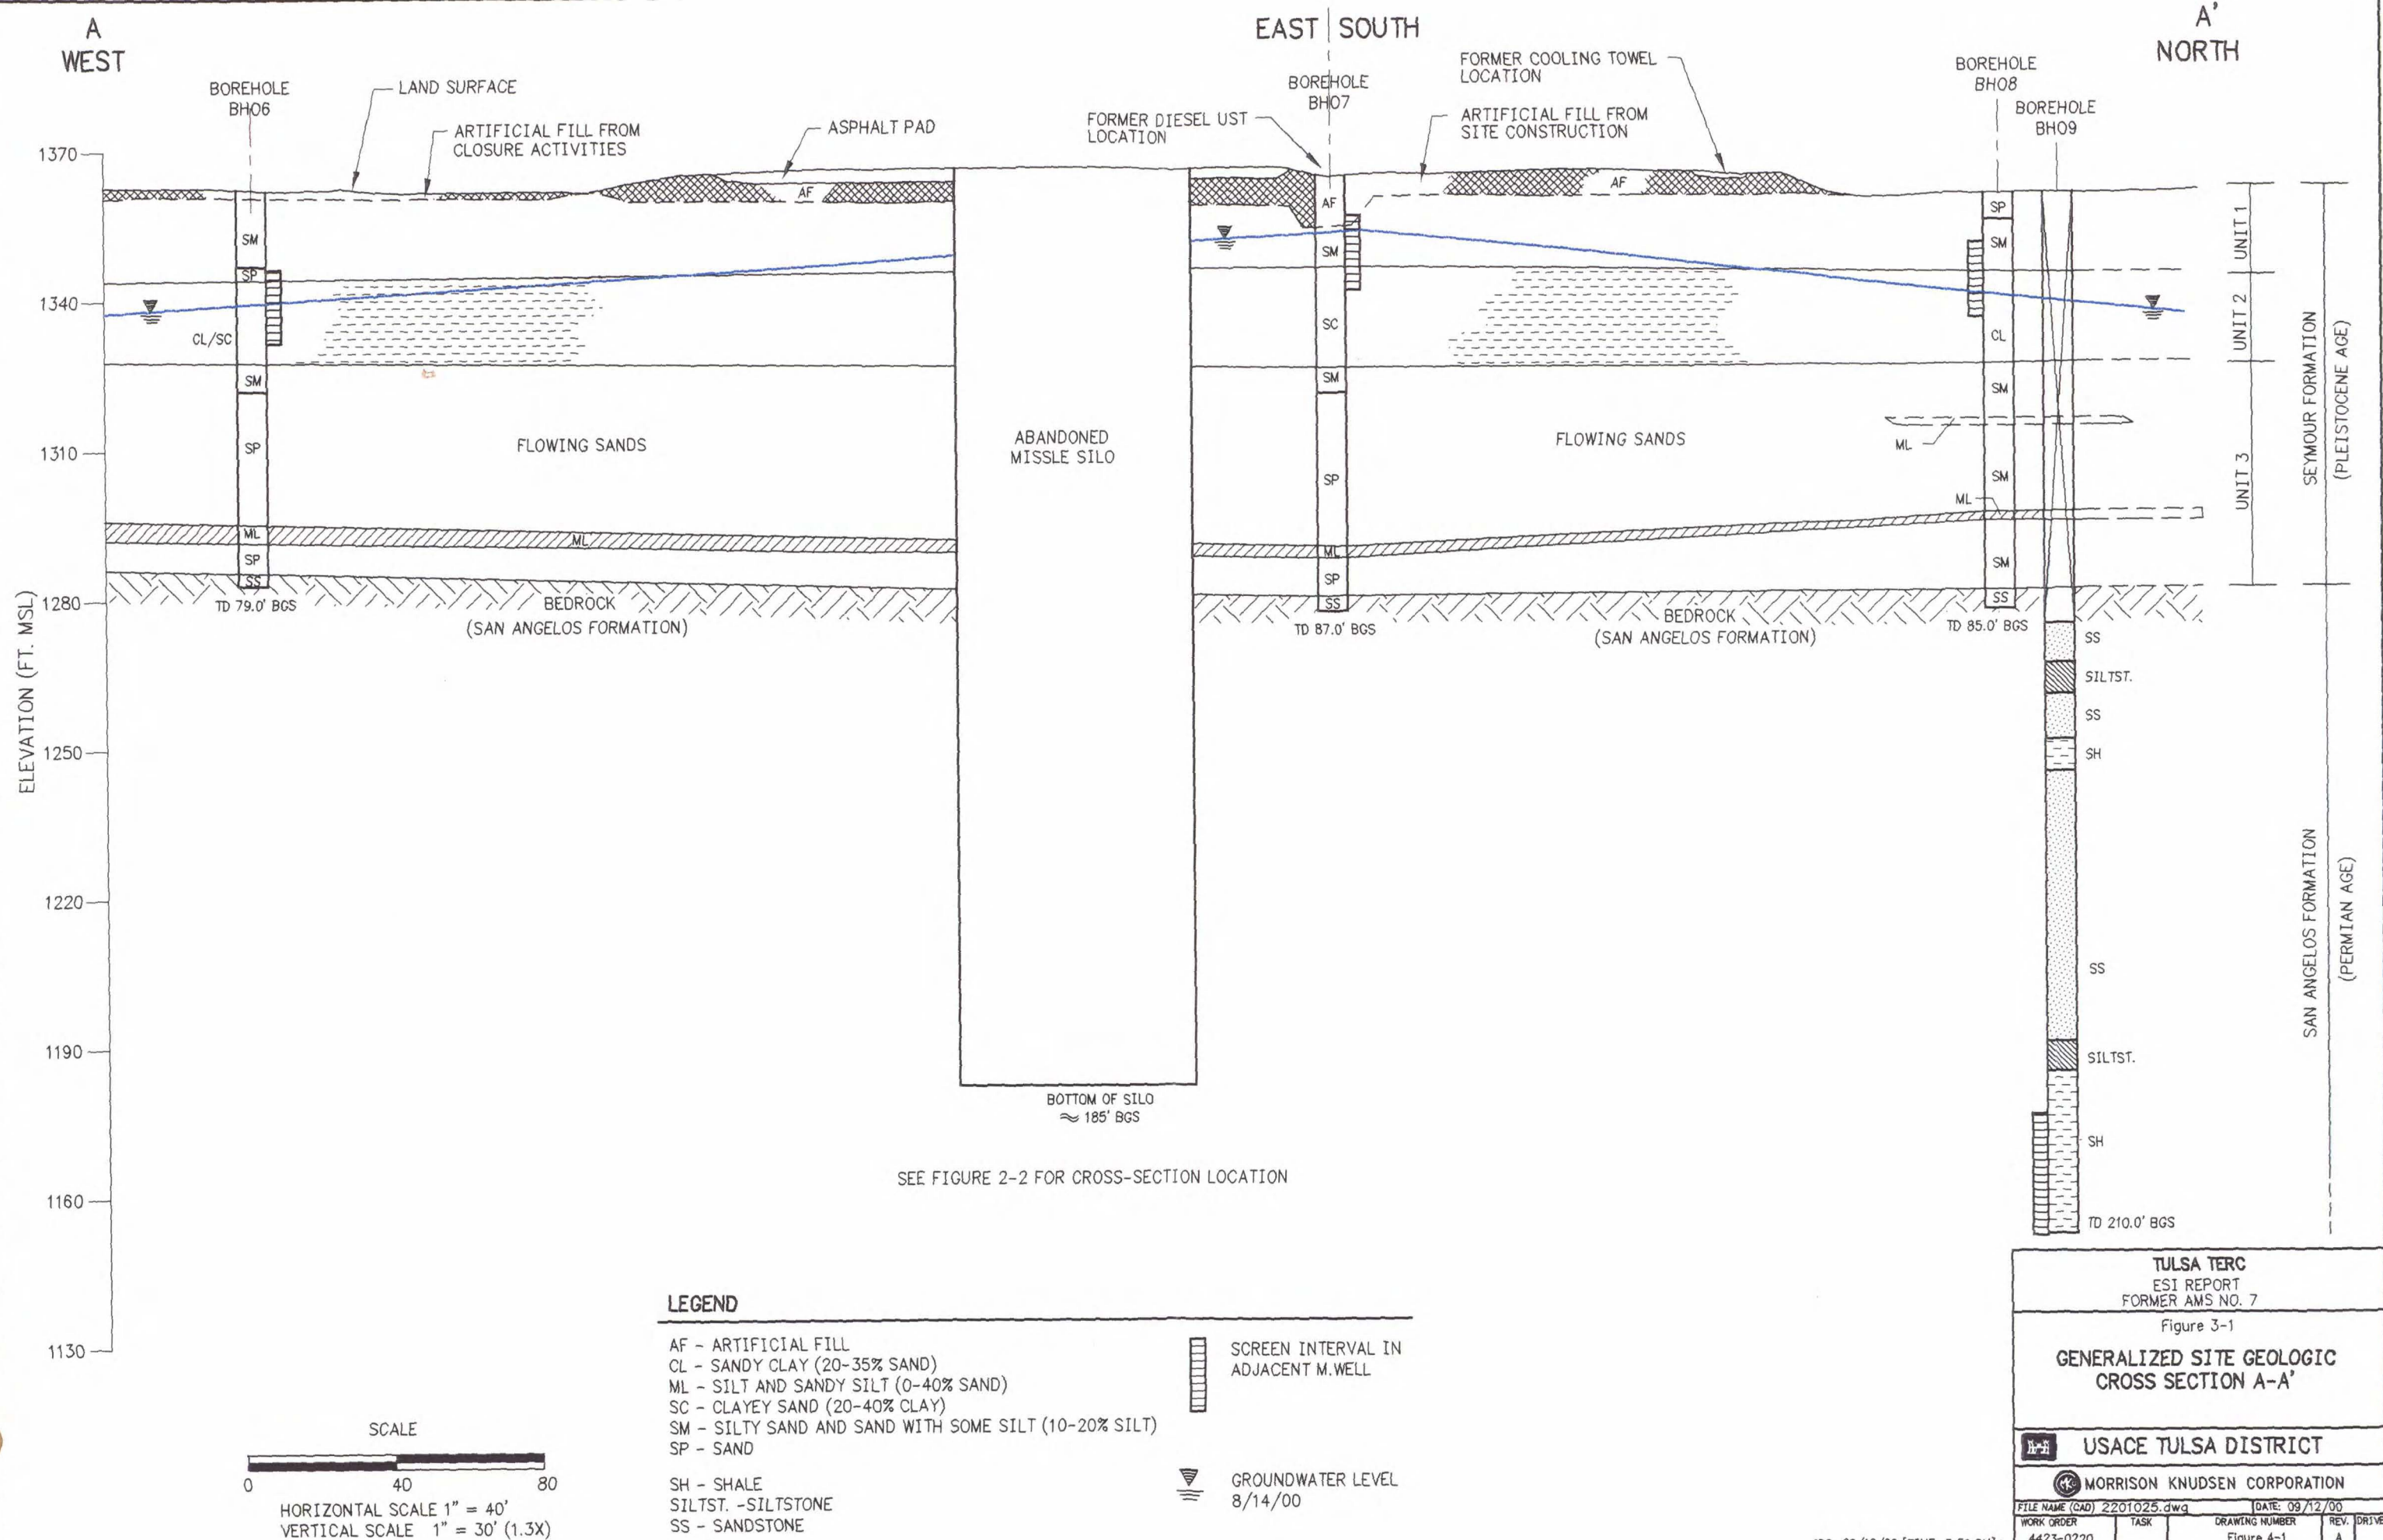 A
WEST
EAST | SOUTH
A'
NORTH
BOREHOLE
BH06
LAND SURFACE
ARTIFICIAL FILL FROM
CLOSURE ACTIVITIES
ASPHALT PAD
FORMER DIESEL UST
LOCATION
BOREHOLE
BH07
FORMER COOLING TOWEL
LOCATION
ARTIFICIAL FILL FROM
SITE CONSTRUCTION
BOREHOLE
BH08
BOREHOLE
BH09
ELEVATION (FT. MSL)
1370
1340
1310
1280
1250
1220
1190
1160
1130
SM
SP
CL/SC
SM
SP
ML
SP
SS
TD 79.0' BGS
AF
FLOWING SANDS
ML
BEDROCK
(SAN ANGELOS FORMATION)
ABANDONED
MISSLE SILO
BOTTOM OF SILO
≈ 185' BGS
AF
SM
SC
SM
SP
ML
SP
SS
TD 87.0' BGS
AF
FLOWING SANDS
BEDROCK
(SAN ANGELOS FORMATION)
SP
SM
CL
SM
ML
SM
ML
SM
SS
TD 85.0' BGS
SS
SILTST.
SS
SH
SS
SILTST.
SH
TD 210.0' BGS
UNIT 1
UNIT 2
UNIT 3
SEYMOUR FORMATION
(PLEISTOCENE AGE)
SAN ANGELOS FORMATION
(PERMIAN AGE)
SEE FIGURE 2-2 FOR CROSS-SECTION LOCATION
LEGEND
AF - ARTIFICIAL FILL
CL - SANDY CLAY (20-35% SAND)
ML - SILT AND SANDY SILT (0-40% SAND)
SC - CLAYEY SAND (20-40% CLAY)
SM - SILTY SAND AND SAND WITH SOME SILT (10-20% SILT)
SP - SAND
SH - SHALE
SILTST. -SILTSTONE
SS - SANDSTONE
SCREEN INTERVAL IN
ADJACENT M.WELL
GROUNDWATER LEVEL
8/14/00
SCALE
0 40 80
HORIZONTAL SCALE 1" = 40'
VERTICAL SCALE 1" = 30' (1.3X)
TULSA TERC
ESI REPORT
FORMER AMS NO. 7
Figure 3-1
GENERALIZED SITE GEOLOGIC
CROSS SECTION A-A'
USACE TULSA DISTRICT
MK MORRISON KNUDSEN CORPORATION
FILE NAME (CAD) 2201025.dwg DATE: 09/12/00
WORK ORDER TASK DRAWING NUMBER REV. DRIVE
4423-0220 Figure 4-1 A